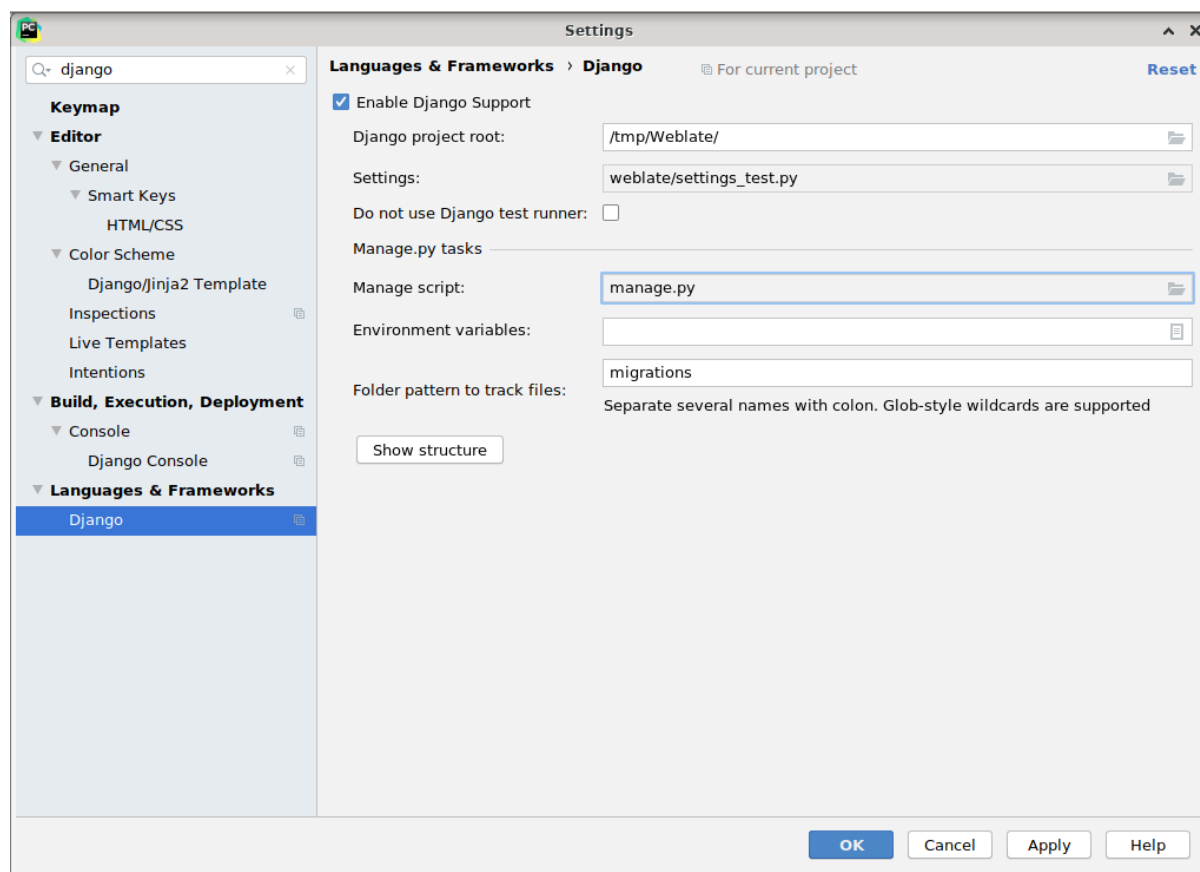 PC
Settings
django
Keymap
Editor
General
Smart Keys
HTML/CSS
Color Scheme
Django/Jinja2 Template
Inspections
Live Templates
Intentions
Build, Execution, Deployment
Console
Django Console
Languages & Frameworks
Django
Languages & Frameworks › Django For current project Reset
Enable Django Support
Django project root: /tmp/Weblate/
Settings: weblate/settings_test.py
Do not use Django test runner:
Manage.py tasks
Manage script: manage.py
Environment variables:
Folder pattern to track files: migrations
Separate several names with colon. Glob-style wildcards are supported
Show structure
OK Cancel Apply Help